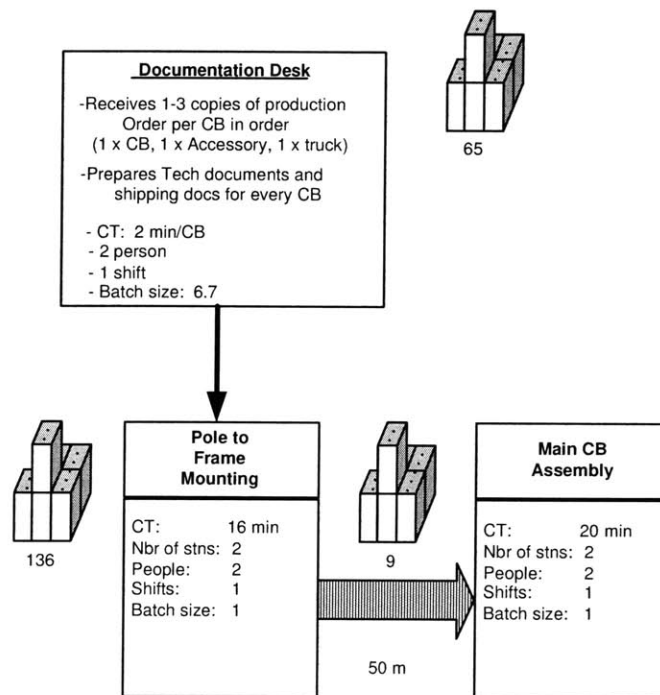 Documentation Desk
-Receives 1-3 copies of production
Order per CB in order
(1 x CB, 1 x Accessory, 1 x truck)
-Prepares Tech documents and
shipping docs for every CB
- CT: 2 min/CB
- 2 person
- 1 shift
- Batch size: 6.7
65
136
Pole to
Frame
Mounting
CT: 16 min
Nbr of stns: 2
People: 2
Shifts: 1
Batch size: 1
9
50 m
Main CB
Assembly
CT: 20 min
Nbr of stns: 2
People: 2
Shifts: 1
Batch size: 1